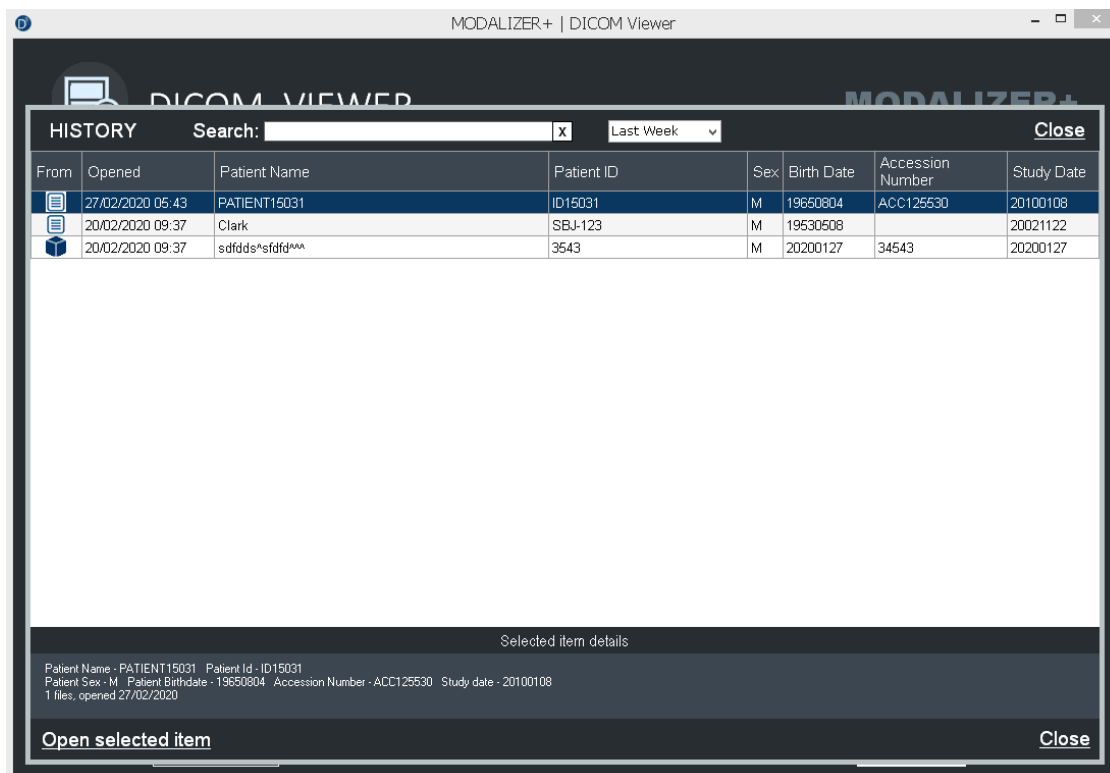 MODALIZER+ | DICOM Viewer
DICOM VIEWER MODALIZER+
HISTORY Search: X Last Week Close
From Opened Patient Name Patient ID Sex Birth Date Accession Number Study Date
27/02/2020 05:43 PATIENT15031 ID15031 M 19650804 ACC125530 20100108
20/02/2020 09:37 Clark SBJ-123 M 19530508 20021122
20/02/2020 09:37 sdfdds^sfdfd^^^ 3543 M 20200127 34543 20200127
Selected item details
Patient Name - PATIENT15031 Patient Id - ID15031
Patient Sex - M Patient Birthdate - 19650804 Accession Number - ACC125530 Study date - 20100108
1 files, opened 27/02/2020
Open selected item Close